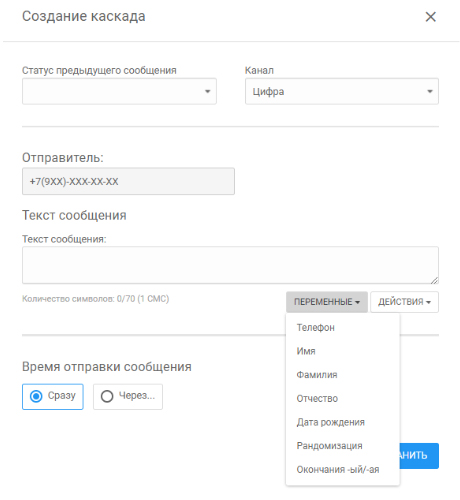 Создание каскада
Статус предыдущего сообщения
Канал
Цифра
Отправитель:
+7(9XX)-XXX-XX-XX
Текст сообщения
Текст сообщения:
Количество символов: 0/70 (1 СМС)
ПЕРЕМЕННЫЕ
ДЕЙСТВИЯ
Телефон
Имя
Фамилия
Отчество
Дата рождения
Рандомизация
Окончания -ый/-ая
Время отправки сообщения
Сразу
Через...
АНИТЬ